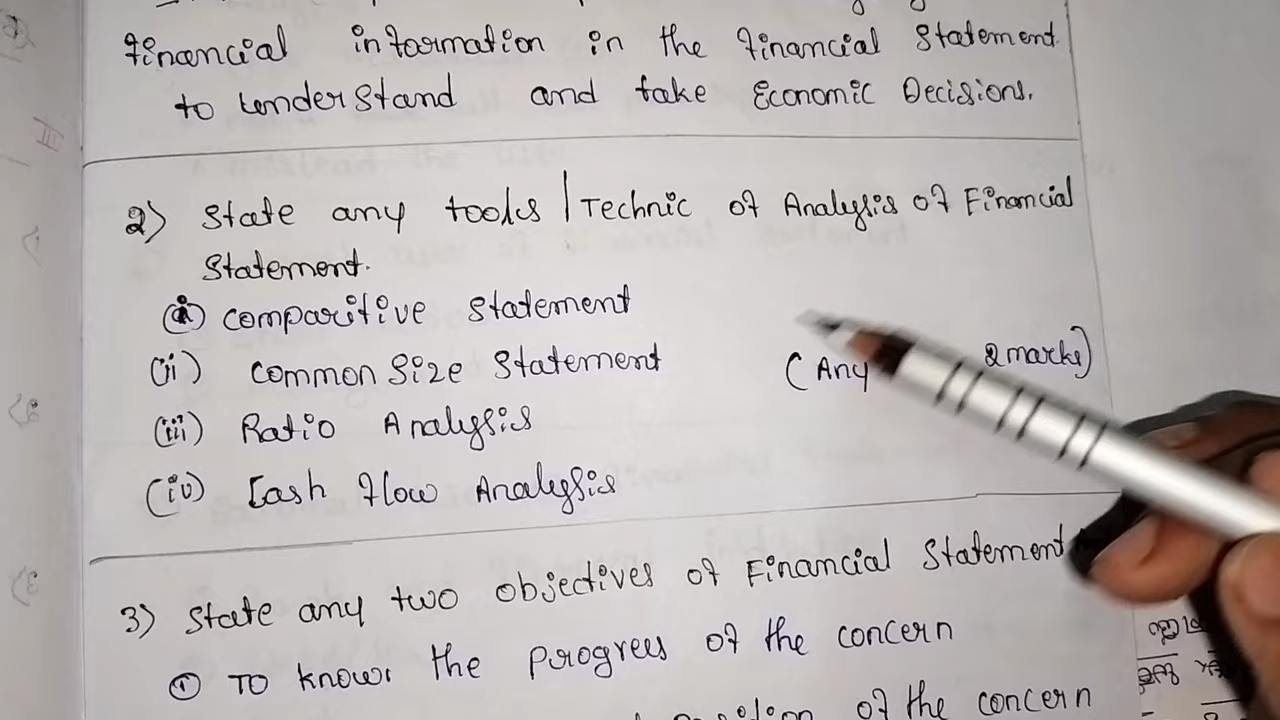 financial information in the financial Statement
to understand and take Economic Decisions.
2) State any tools / Technic of Analysis of Financial
Statement.
(i) Comparitive Statement
(ii) Common Size Statement (Any 2 marks)
(iii) Ratio Analysis
(iv) Cash flow Analysis
3) State any two objectives of Financial Statement
① To know the progress of the concern
of the concern